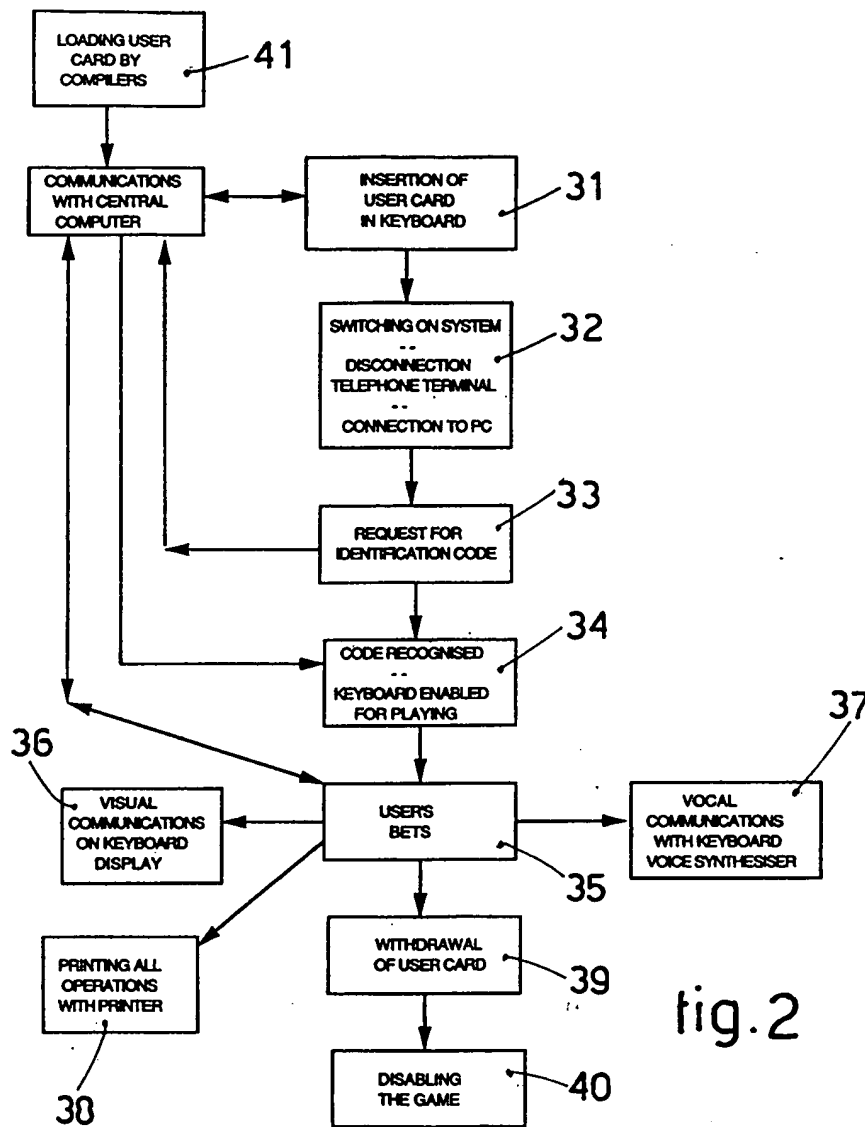 LOADING USER
CARD BY
COMPILERS
41
COMMUNICATIONS
WITH CENTRAL
COMPUTER
INSERTION OF
USER CARD
IN KEYBOARD
31
SWITCHING ON SYSTEM
--
DISCONNECTION
TELEPHONE TERMINAL
--
CONNECTION TO PC
32
REQUEST FOR
IDENTIFICATION CODE
33
CODE RECOGNISED
--
KEYBOARD ENABLED
FOR PLAYING
34
36
VISUAL
COMMUNICATIONS
ON KEYBOARD
DISPLAY
USER'S
BETS
35
37
VOCAL
COMMUNICATIONS
WITH KEYBOARD
VOICE SYNTHESISER
PRINTING ALL
OPERATIONS
WITH PRINTER
38
WITHDRAWAL
OF USER CARD
39
DISABLING
THE GAME
40
fig.2